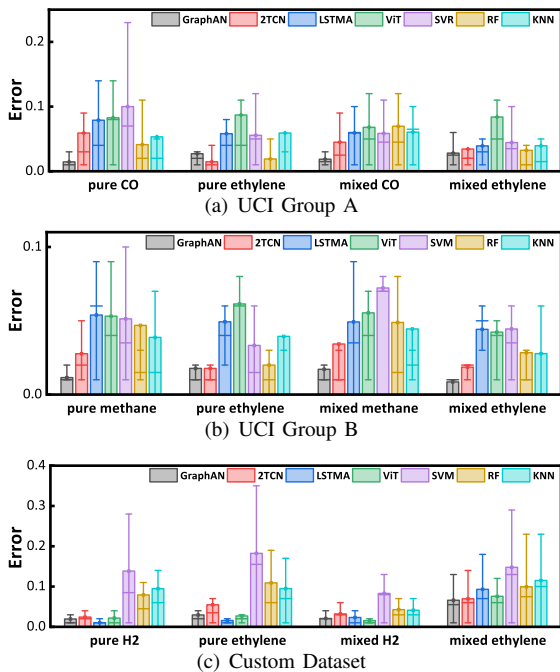 GraphAN 2TCN LSTMA ViT SVR RF KNN
0.2
0.1
0.0
Error
pure CO pure ethylene mixed CO mixed ethylene
(a) UCI Group A
GraphAN 2TCN LSTMA ViT SVM RF KNN
0.1
0.0
Error
pure methane pure ethylene mixed methane mixed ethylene
(b) UCI Group B
GraphAN 2TCN LSTMA ViT SVM RF KNN
0.4
0.3
0.2
0.1
0.0
Error
pure H2 pure ethylene mixed H2 mixed ethylene
(c) Custom Dataset